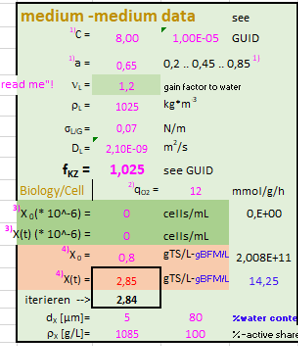 medium -medium data see
1)C = 8,00 1,00E-05 GUID
1)a = 0,65 0,2 .. 0,45 .. 0,85 1)
read me"! νL = 1,2 gain factor to water
ρL = 1025 kg*m-3
σL/G = 0,07 N/m
DL = 2,10E-09 m2/s
fKZ = 1,025 see GUID
Biology/Cell 2)qO2 = 12 mmol/g/h
3)X0(* 10^-6) = 0 cells/mL 0,E+00
3)X(t) (* 10^-6) = 0 cells/mL
4)X0 = 0,8 gTS/L-gBFM/L 2,008E+11
4)X(t) = 2,85 gTS/L-gBFM/L 14,25
iterieren --> 2,84
dx [µm]= 5 80 %water conte
ρx [g/L]= 1085 100 %-active share